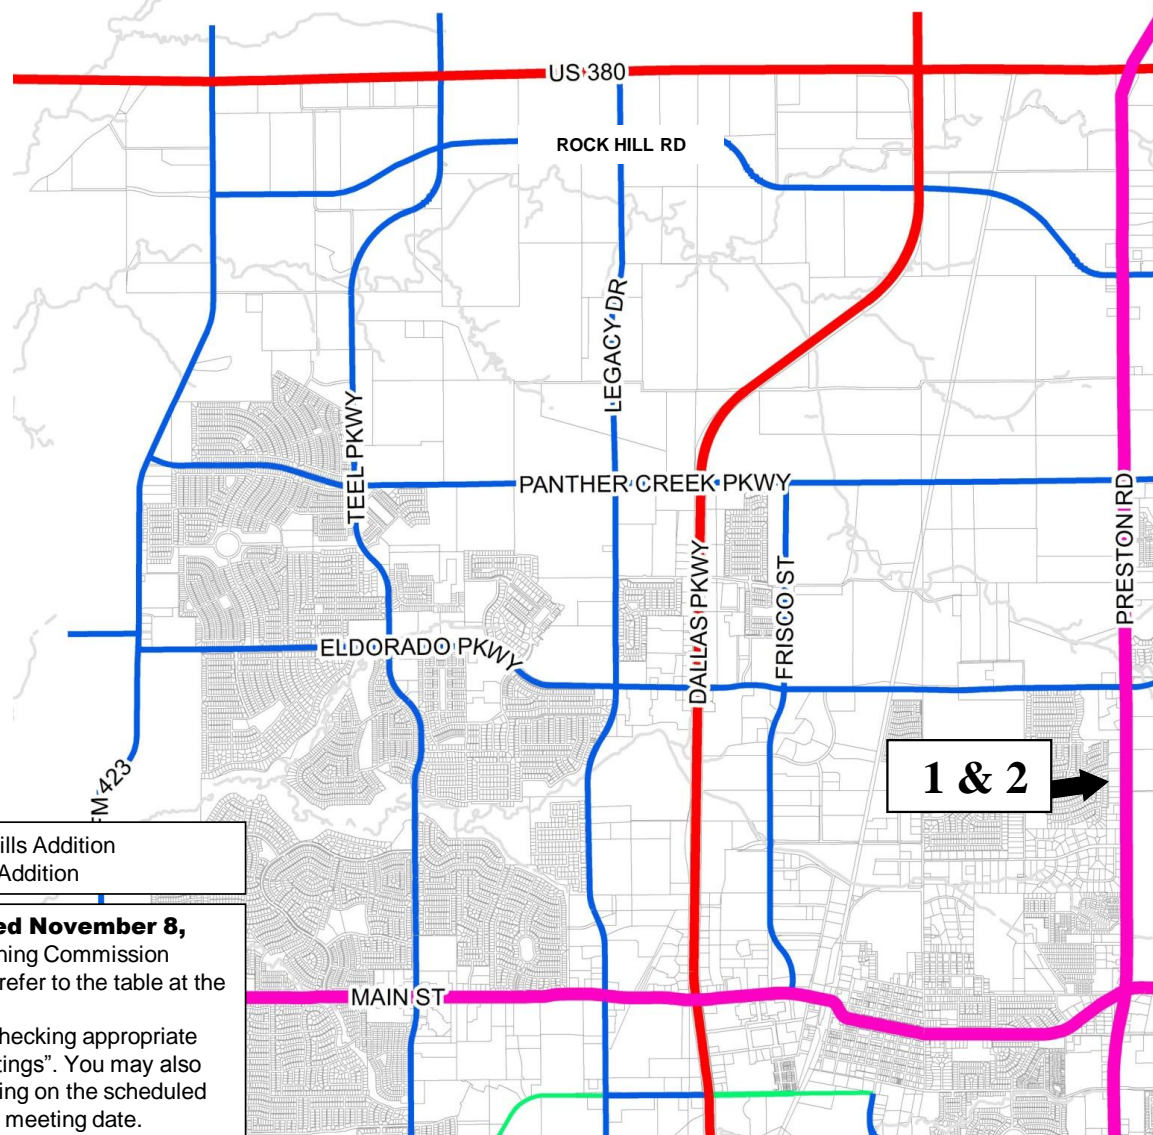 US 380
ROCK HILL RD
LEGACY DR
TEEL PKWY
PANTHER CREEK PKWY
PRESTON RD
DALLAS PKWY
FRISCO ST
ELDORADO PKWY
1 & 2
FM 423
ills Addition
Addition
ed November 8,
ning Commission
refer to the table at the
MAIN ST
hecking appropriate
tings”. You may also
ing on the scheduled
meeting date.